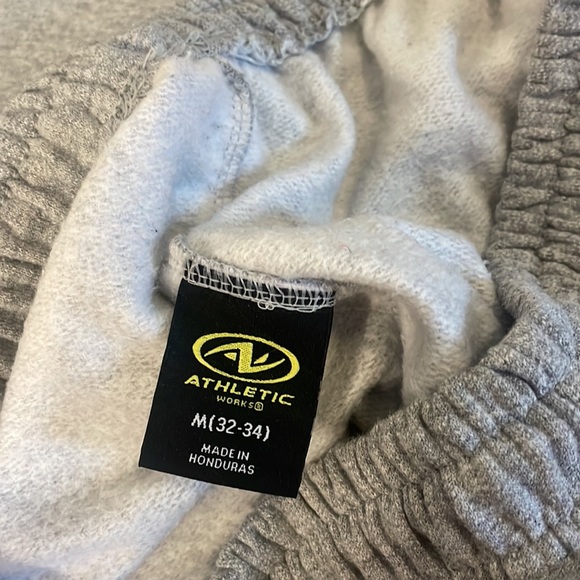 ATHLETIC
WORKS®
M(32-34)
MADE IN
HONDURAS